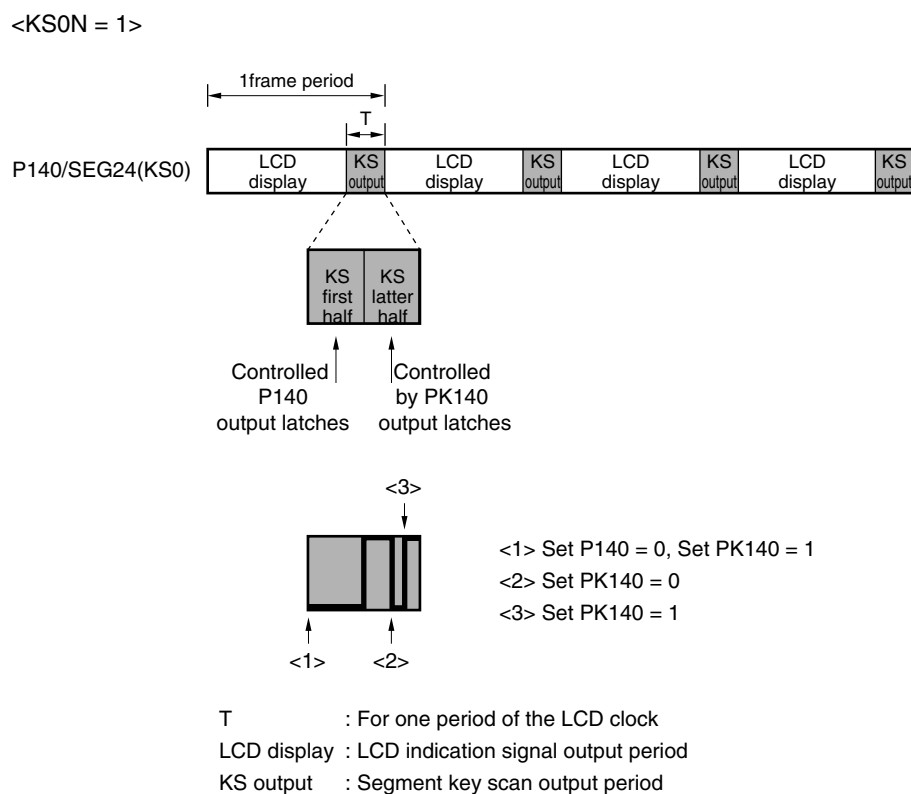 <KS0N = 1>
1frame period
T
P140/SEG24(KS0)
LCD display
KS output
LCD display
KS output
LCD display
KS output
LCD display
KS output
KS first half
KS latter half
Controlled P140 output latches
Controlled by PK140 output latches
<3>
<1> Set P140 = 0, Set PK140 = 1
<2> Set PK140 = 0
<3> Set PK140 = 1
<1>
<2>
T : For one period of the LCD clock
LCD display : LCD indication signal output period
KS output : Segment key scan output period